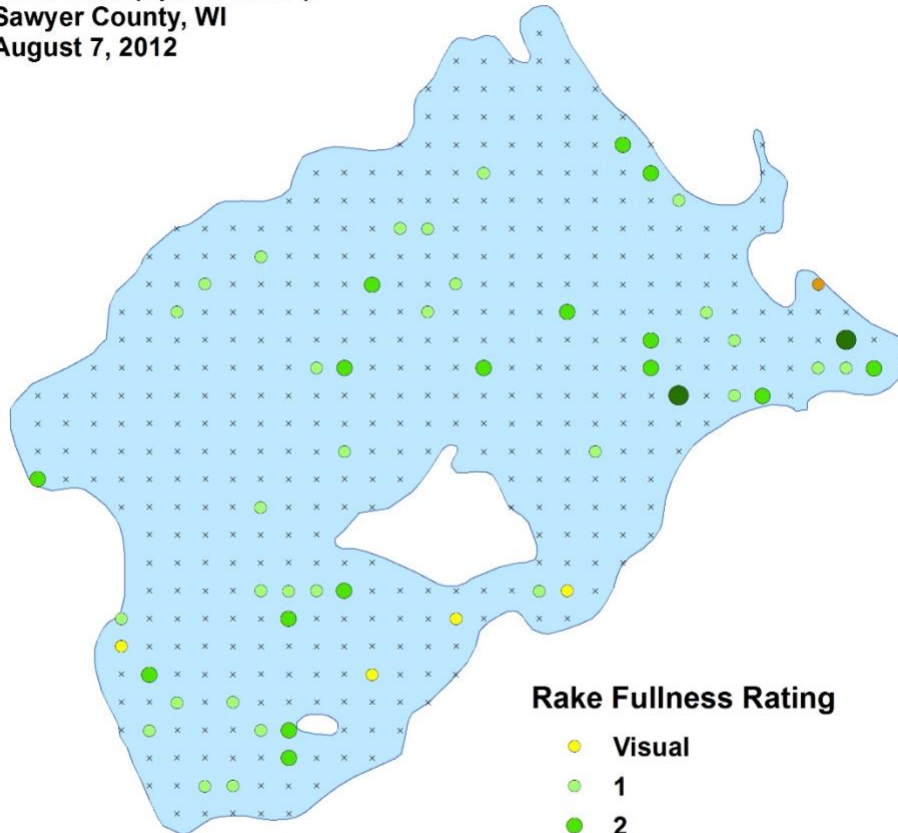 Sawyer County, WI
August 7, 2012
Rake Fullness Rating
Visual
1
2